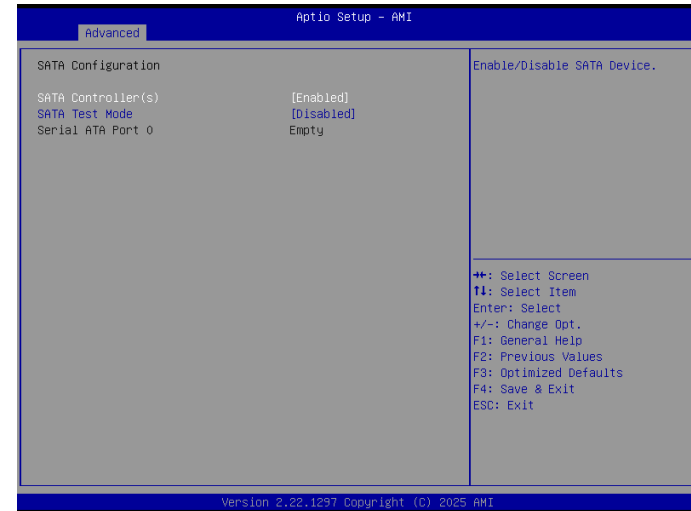 Aptio Setup - AMI
Advanced
SATA Configuration
SATA Controller(s) [Enabled]
SATA Test Mode [Disabled]
Serial ATA Port 0 Empty
Enable/Disable SATA Device.
→←: Select Screen
↑↓: Select Item
Enter: Select
+/-: Change Opt.
F1: General Help
F2: Previous Values
F3: Optimized Defaults
F4: Save & Exit
ESC: Exit
Version 2.22.1297 Copyright (C) 2025 AMI